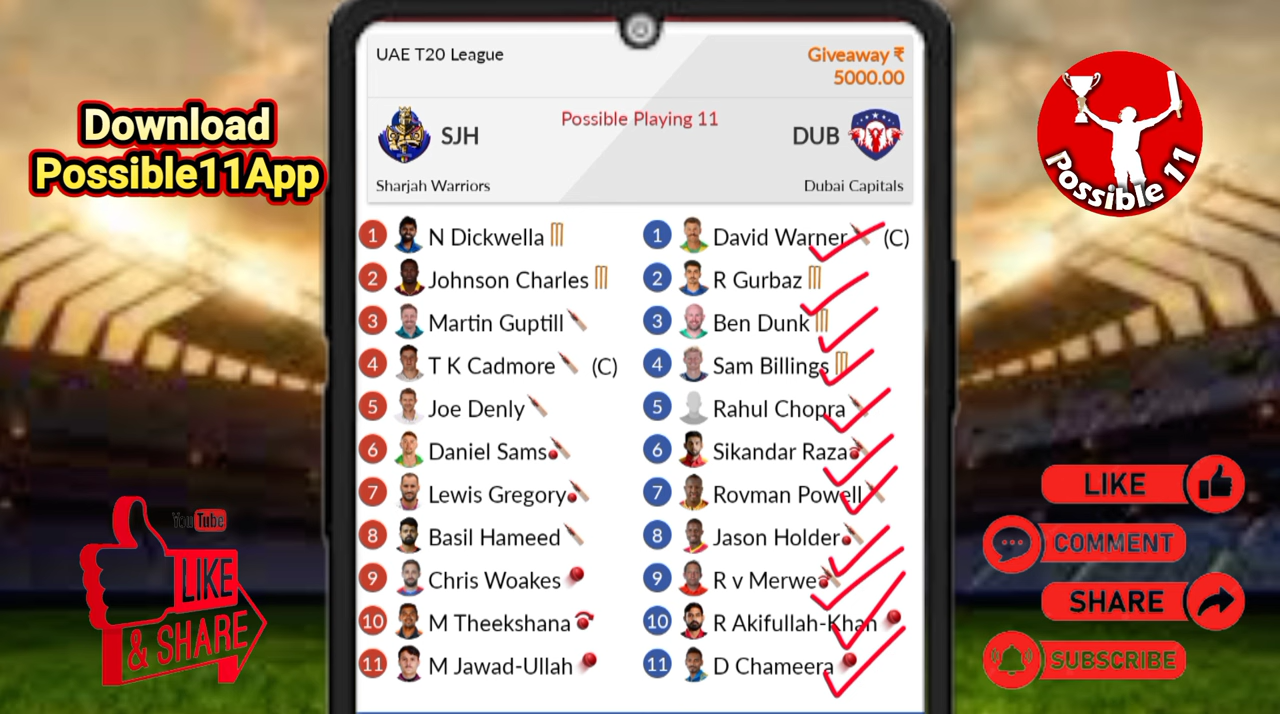 Download
Possible11App
UAE T20 League
Giveaway ₹
5000.00
SJH
Possible Playing 11
DUB
Sharjah Warriors
Dubai Capitals
1 N Dickwella
2 Johnson Charles
3 Martin Guptill
4 T K Cadmore (C)
5 Joe Denly
6 Daniel Sams
7 Lewis Gregory
8 Basil Hameed
9 Chris Woakes
10 M Theekshana
11 M Jawad-Ullah
1 David Warner (C)
2 R Gurbaz
3 Ben Dunk
4 Sam Billings
5 Rahul Chopra
6 Sikandar Raza
7 Rovman Powell
8 Jason Holder
9 R v Merwe
10 R Akifullah-Khan
11 D Chameera
Possible 11
YouTube
LIKE
& SHARE
LIKE
COMMENT
SHARE
SUBSCRIBE